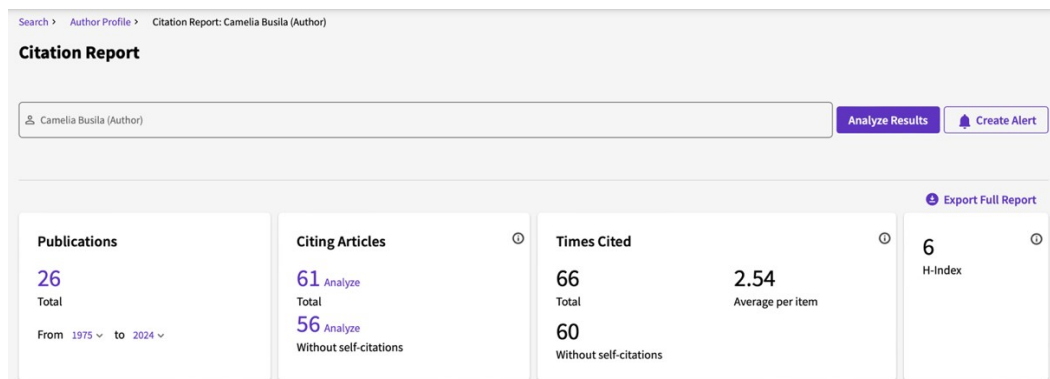 Search > Author Profile > Citation Report: Camelia Busila (Author)
Citation Report
Camelia Busila (Author)
Analyze Results
Create Alert
Export Full Report
Publications
26
Total
From 1975 to 2024
Citing Articles
61 Analyze
Total
56 Analyze
Without self-citations
Times Cited
66
Total
60
Without self-citations
2.54
Average per item
6
H-Index